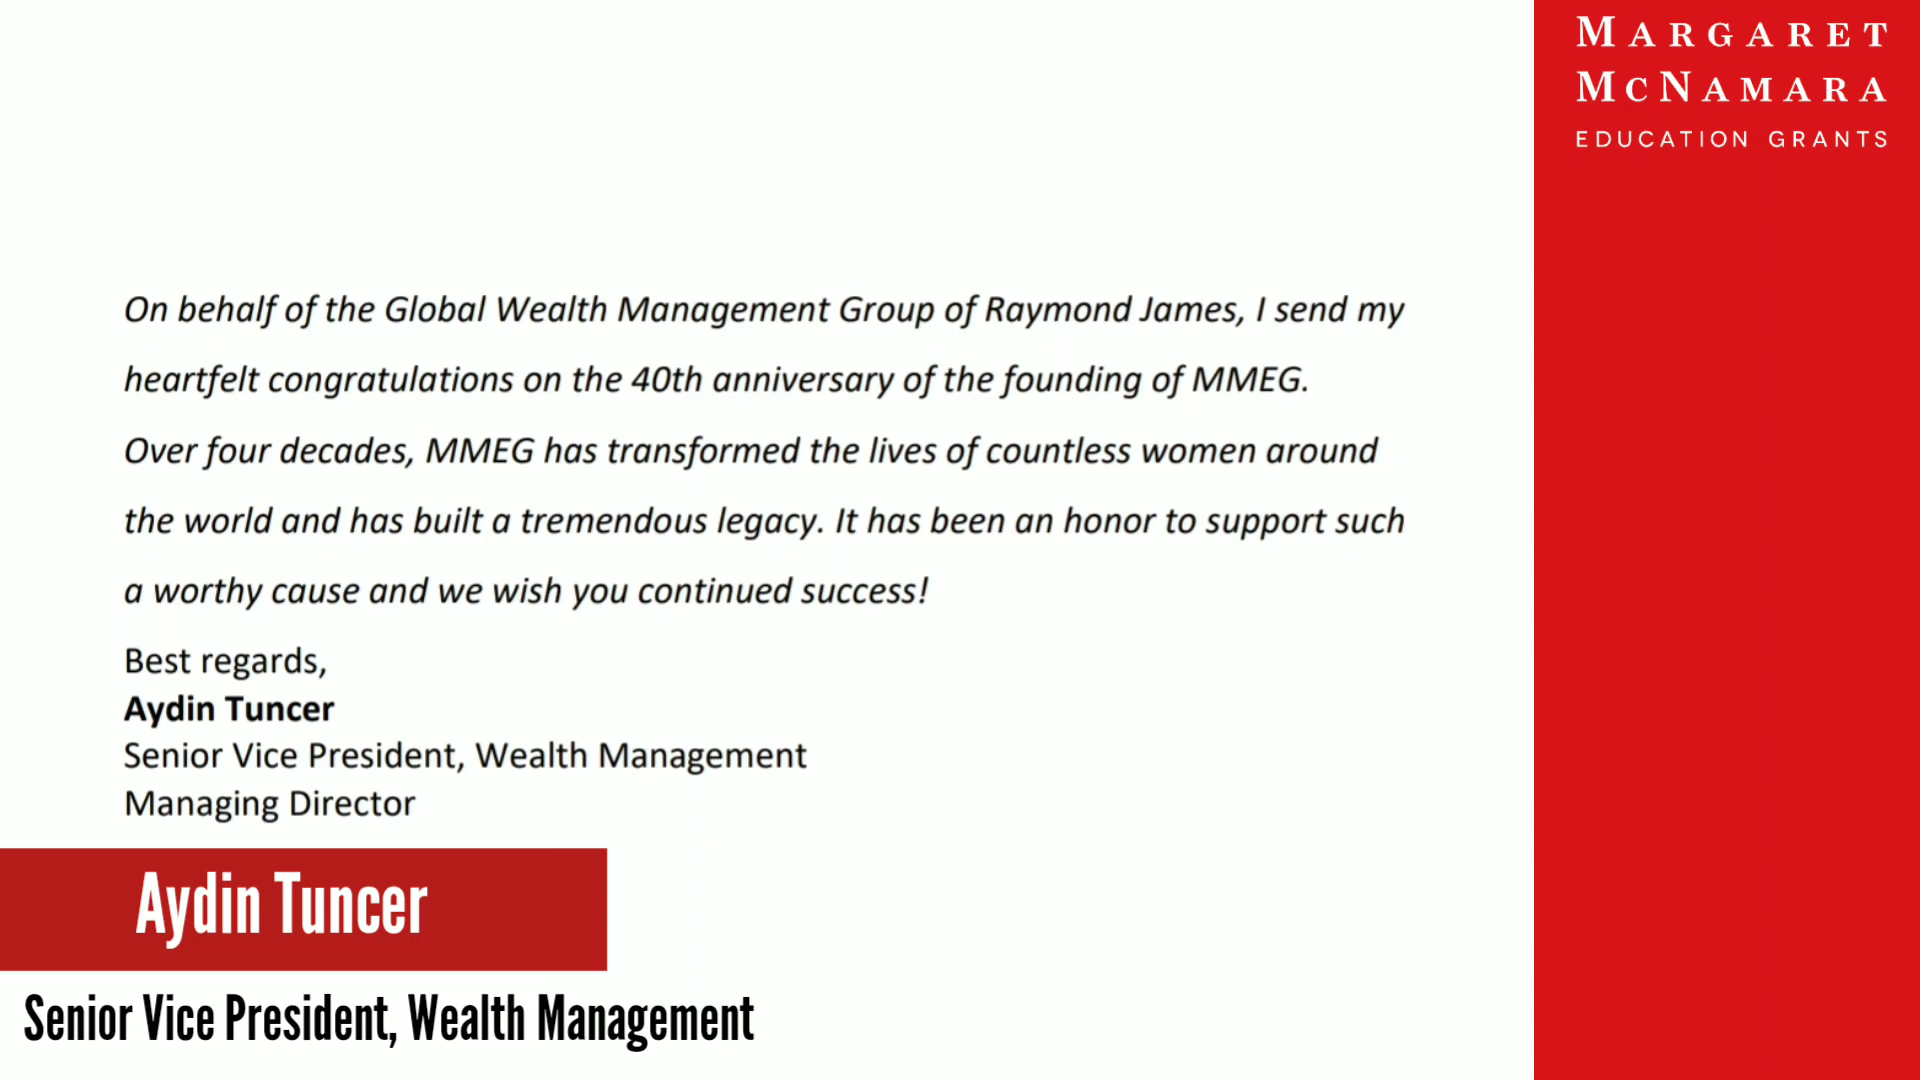 MARGARET
MCNAMARA
EDUCATION GRANTS
On behalf of the Global Wealth Management Group of Raymond James, I send my
heartfelt congratulations on the 40th anniversary of the founding of MMEG.
Over four decades, MMEG has transformed the lives of countless women around
the world and has built a tremendous legacy. It has been an honor to support such
a worthy cause and we wish you continued success!
Best regards,
Aydin Tuncer
Senior Vice President, Wealth Management
Managing Director
Aydin Tuncer
Senior Vice President, Wealth Management